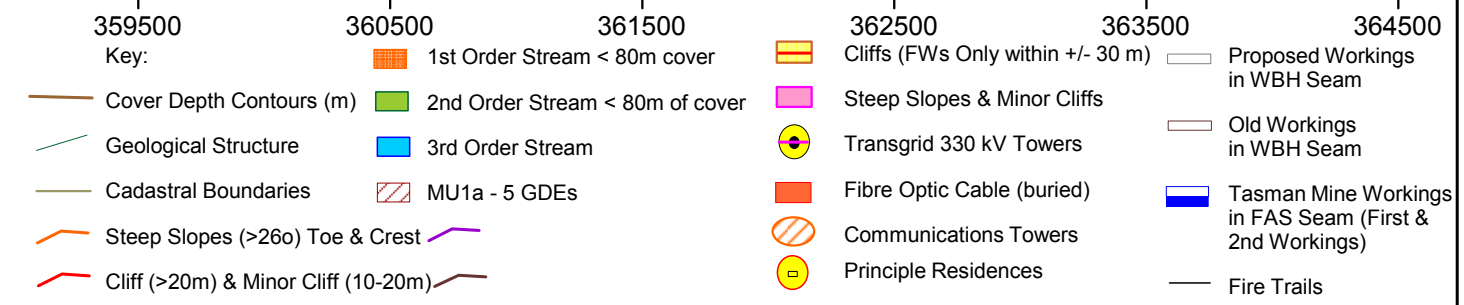 359500 360500 361500 362500 363500 364500
Key:
Cover Depth Contours (m)
Geological Structure
Cadastral Boundaries
Steep Slopes (>26o) Toe & Crest
Cliff (>20m) & Minor Cliff (10-20m)
1st Order Stream < 80m cover
2nd Order Stream < 80m of cover
3rd Order Stream
MU1a - 5 GDEs
Cliffs (FWs Only within +/- 30 m)
Steep Slopes & Minor Cliffs
Transgrid 330 kV Towers
Fibre Optic Cable (buried)
Communications Towers
Principle Residences
Proposed Workings
in WBH Seam
Old Workings
in WBH Seam
Tasman Mine Workings
in FAS Seam (First &
2nd Workings)
Fire Trails